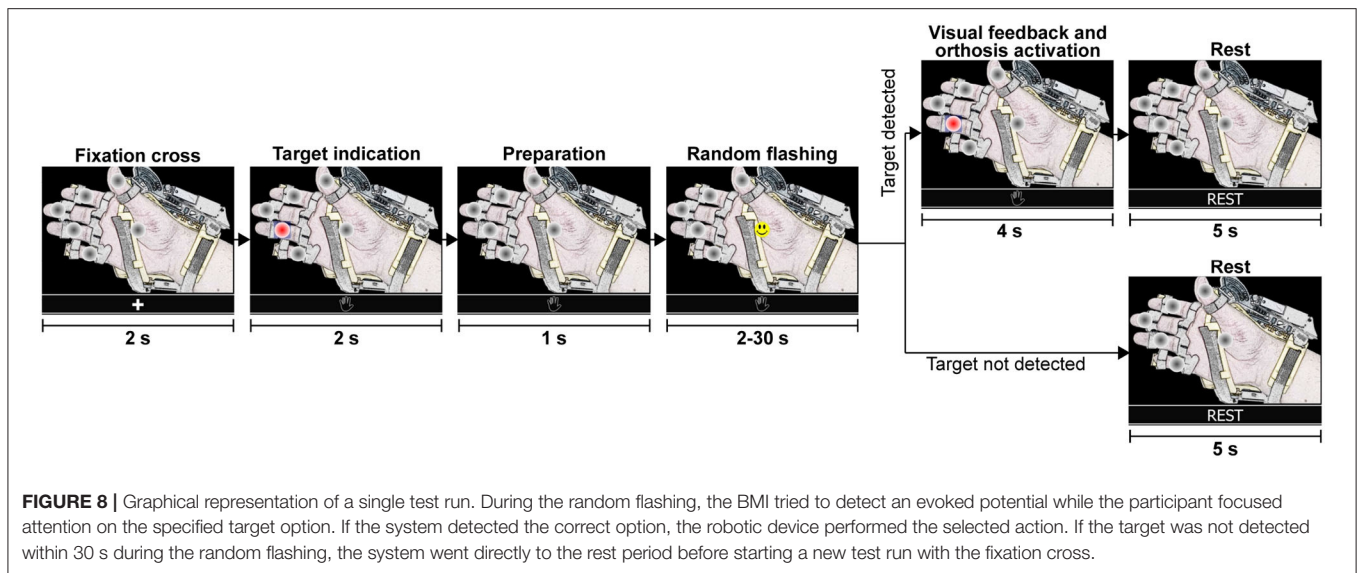 Fixation cross
+
2 s
Target indication
2 s
Preparation
1 s
Random flashing
2-30 s
Target detected
Visual feedback and
orthosis activation
4 s
Rest
REST
5 s
Target not detected
Rest
REST
5 s
FIGURE 8 | Graphical representation of a single test run. During the random flashing, the BMI tried to detect an evoked potential while the participant focused
attention on the specified target option. If the system detected the correct option, the robotic device performed the selected action. If the target was not detected
within 30 s during the random flashing, the system went directly to the rest period before starting a new test run with the fixation cross.